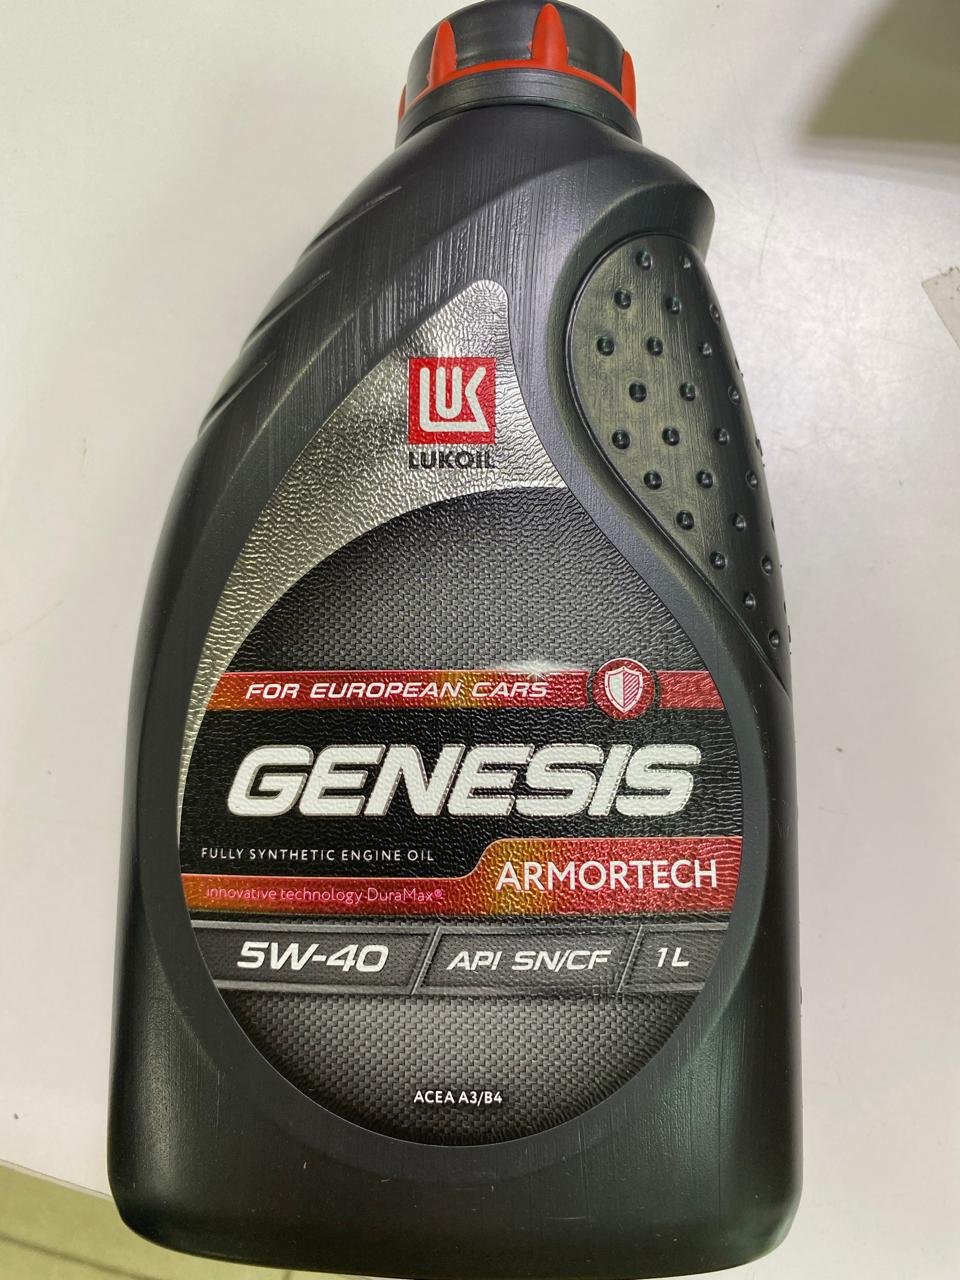 LUK
LUKOIL
FOR EUROPEAN CARS
GENESIS
FULLY SYNTHETIC ENGINE OIL
ARMORTECH
innovative technology DuraMax®
5W-40
API SN/CF
1L
ACEA A3/B4